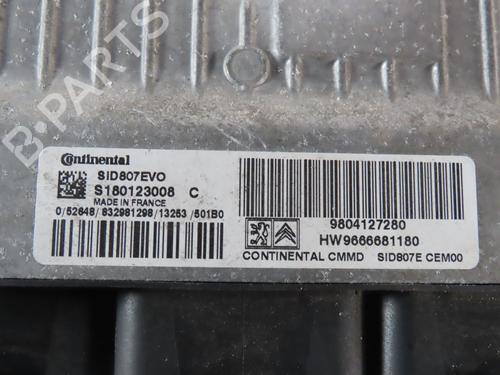 B-PARTS
Continental
SID807EVO
S180123008 C
MADE IN FRANCE
0/52648/832981298/13253/501B0
9804127280
HW9666681180
CONTINENTAL CMMD SID807E CEM00